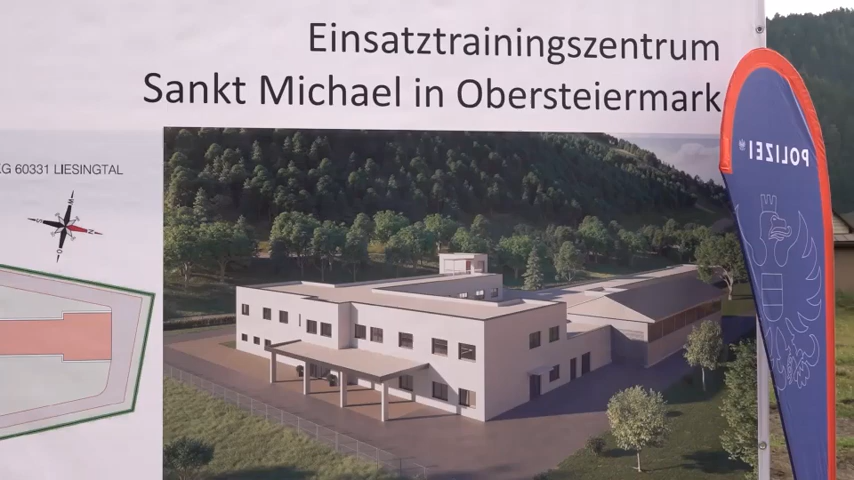 Einsatztrainingszentrum
Sankt Michael in Obersteiermark
KG 60331 LIESINGTAL
POLIZEI